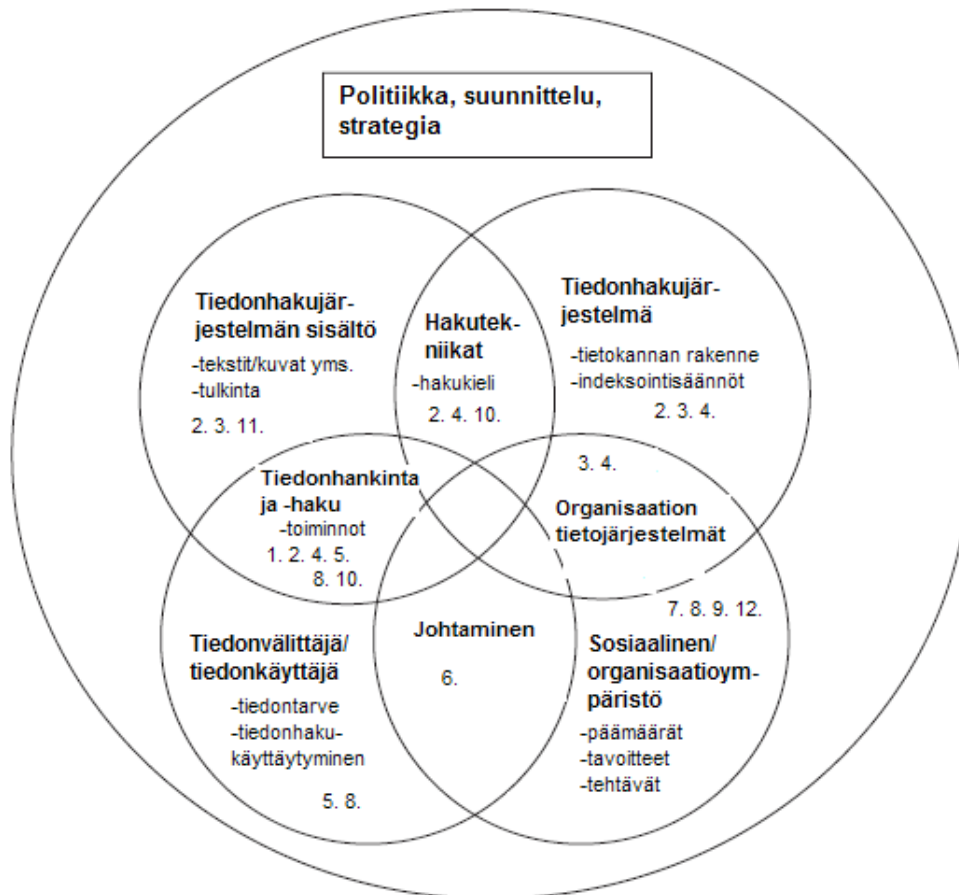 Politiikka, suunnittelu,
strategia
Tiedonhakujär-
jestelmän sisältö
-tekstit/kuvat yms.
-tulkinta
2. 3. 11.
Hakutek-
niikat
-hakukieli
2. 4. 10.
Tiedonhakujär-
jestelmä
-tietokannan rakenne
-indeksointisäännöt
2. 3. 4.
Tiedonhankinta
ja -haku
-toiminnot
1. 2. 4. 5.
8. 10.
3. 4.
Organisaation
tietojärjestelmät
Tiedonvälittäjä/
tiedonkäyttäjä
-tiedontarve
-tiedonhaku-
käyttäytyminen
5. 8.
Johtaminen
6.
7. 8. 9. 12.
Sosiaalinen/
organisaatioym-
päristö
-päämäärät
-tavoitteet
-tehtävät